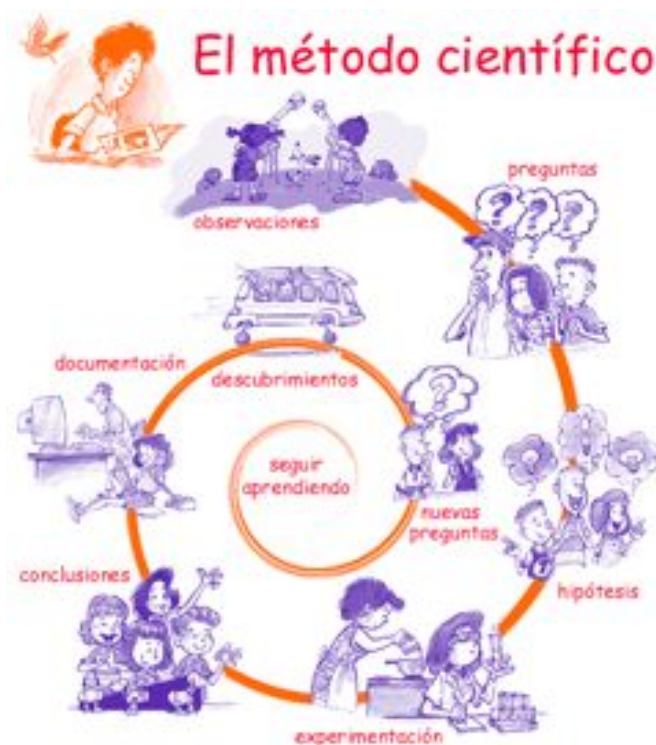 El método científico
observaciones
preguntas
hipótesis
experimentación
conclusiones
documentación
descubrimientos
nuevas
preguntas
seguir
aprendiendo